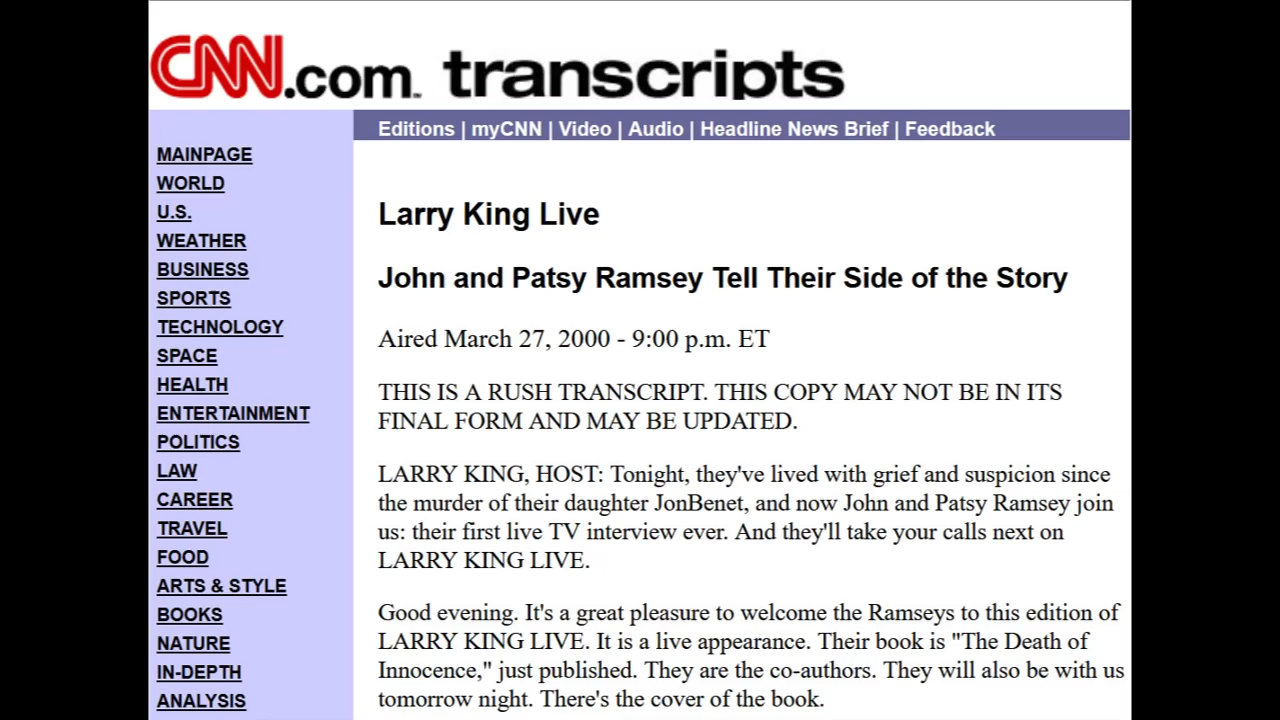 CNN.com transcripts
Editions | myCNN | Video | Audio | Headline News Brief | Feedback
MAINPAGE
WORLD
U.S.
WEATHER
BUSINESS
SPORTS
TECHNOLOGY
SPACE
HEALTH
ENTERTAINMENT
POLITICS
LAW
CAREER
TRAVEL
FOOD
ARTS & STYLE
BOOKS
NATURE
IN-DEPTH
ANALYSIS
Larry King Live
John and Patsy Ramsey Tell Their Side of the Story
Aired March 27, 2000 - 9:00 p.m. ET
THIS IS A RUSH TRANSCRIPT. THIS COPY MAY NOT BE IN ITS
FINAL FORM AND MAY BE UPDATED.
LARRY KING, HOST: Tonight, they've lived with grief and suspicion since
the murder of their daughter JonBenet, and now John and Patsy Ramsey join
us: their first live TV interview ever. And they'll take your calls next on
LARRY KING LIVE.
Good evening. It's a great pleasure to welcome the Ramseys to this edition of
LARRY KING LIVE. It is a live appearance. Their book is "The Death of
Innocence," just published. They are the co-authors. They will also be with us
tomorrow night. There's the cover of the book.